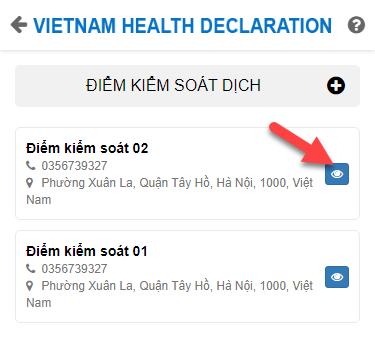 VIETNAM HEALTH DECLARATION
ĐIỂM KIỂM SOÁT DỊCH
Điểm kiểm soát 02
0356739327
Phường Xuân La, Quận Tây Hồ, Hà Nội, 1000, Việt
Nam
Điểm kiểm soát 01
0356739327
Phường Xuân La, Quận Tây Hồ, Hà Nội, 1000, Việt
Nam